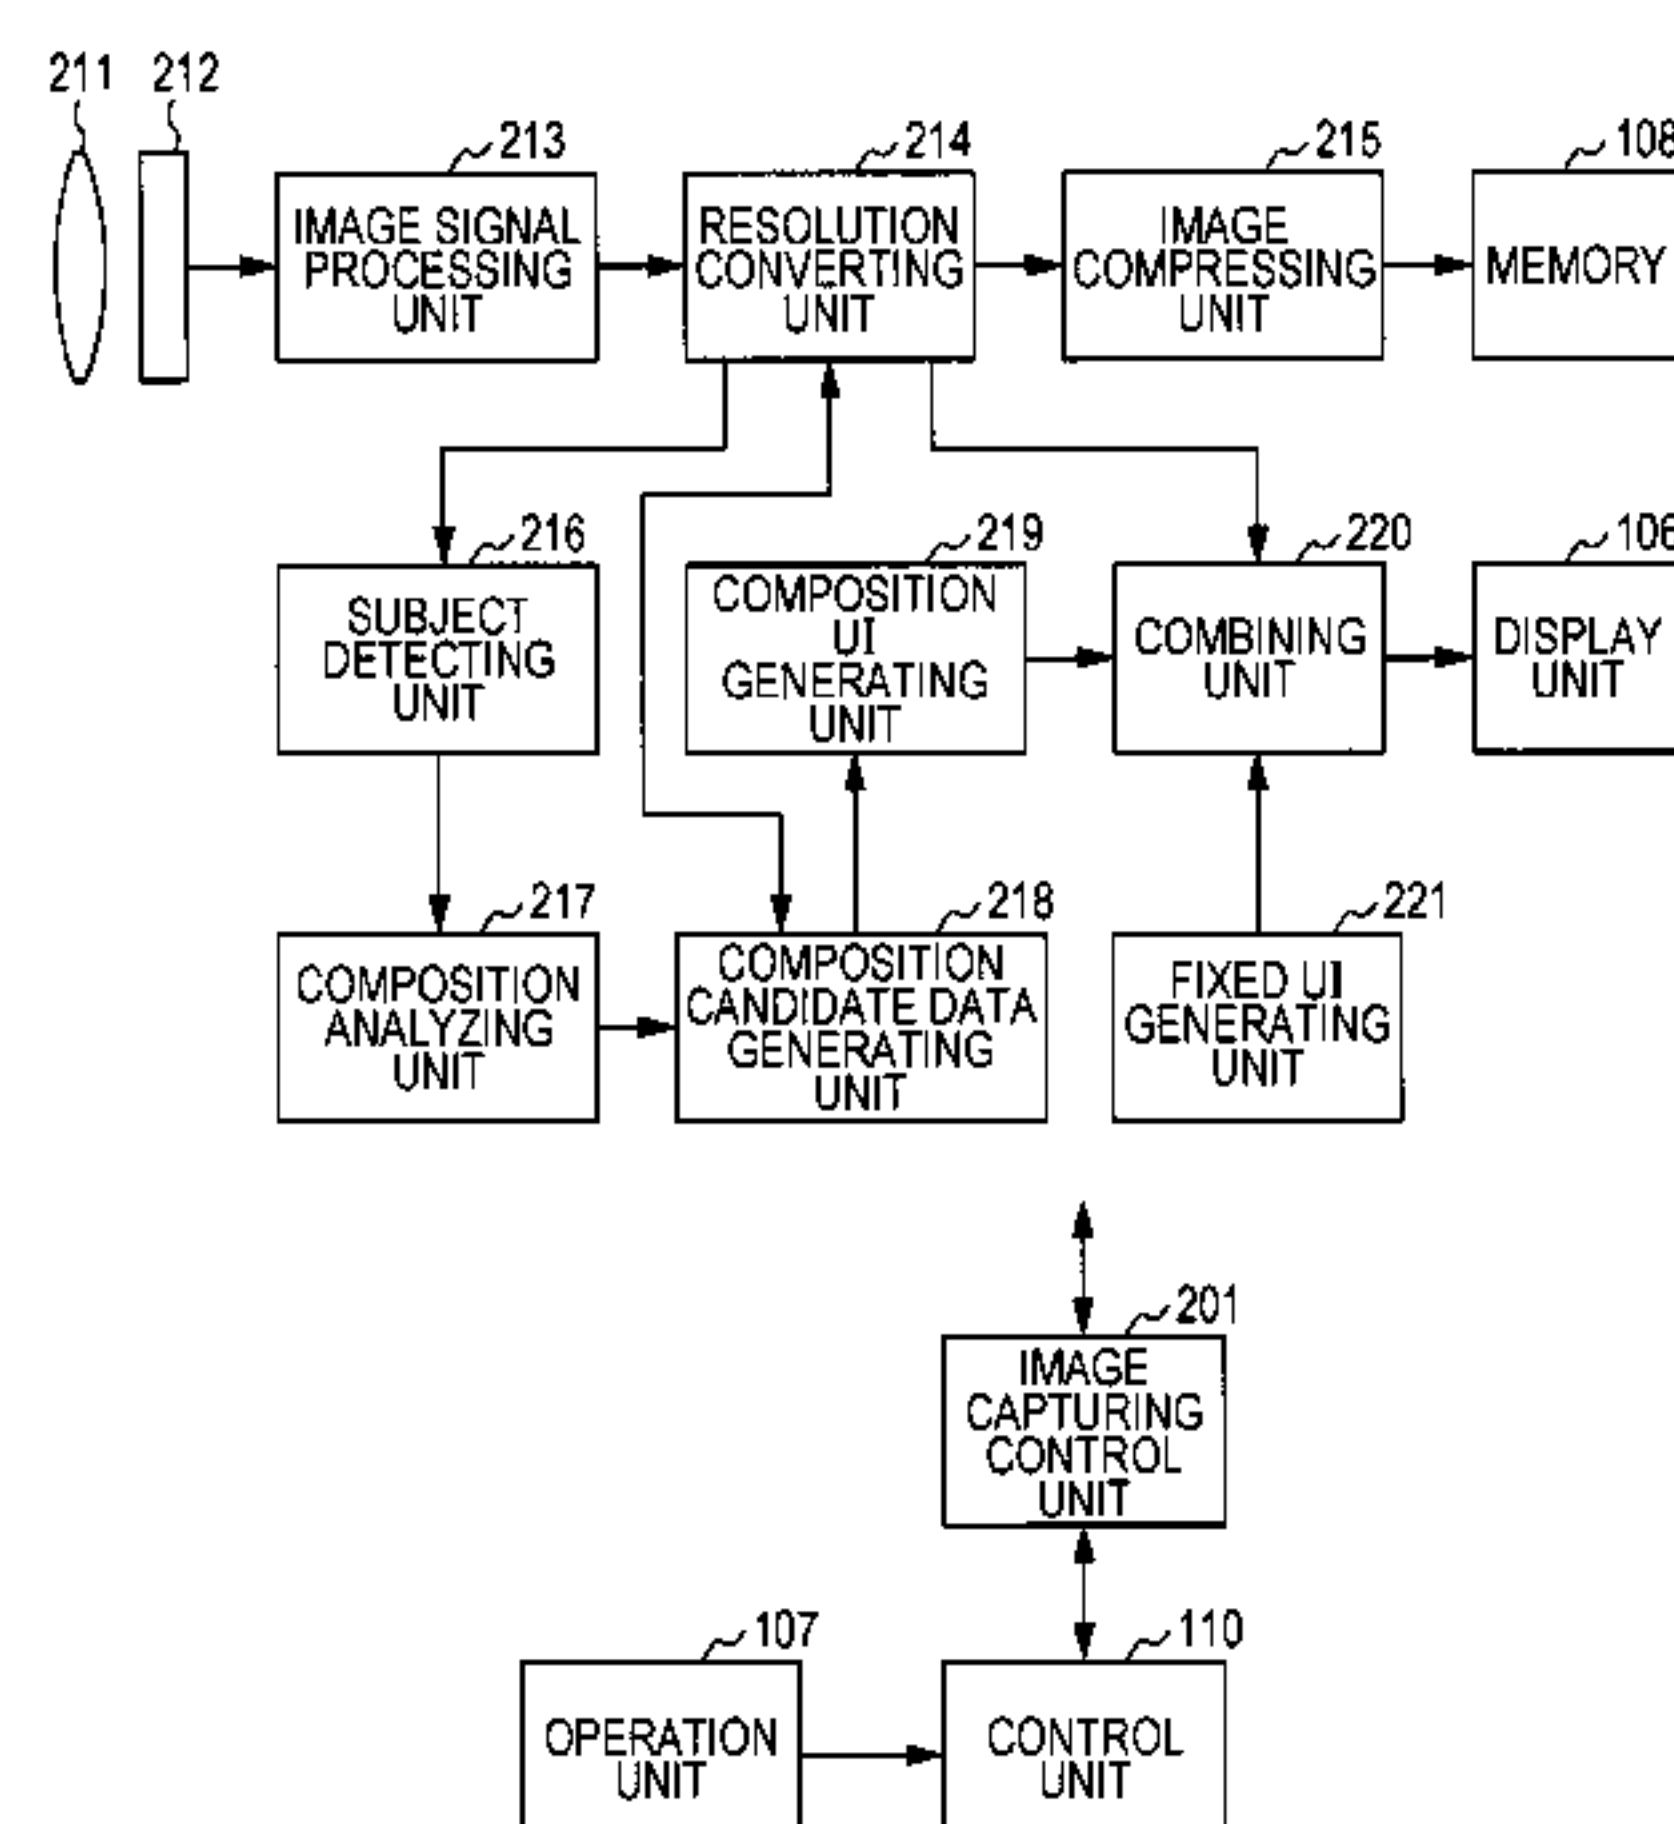 211
212
213
214
215
108
IMAGE SIGNAL
PROCESSING
UNIT
RESOLUTION
CONVERTING
UNIT
IMAGE
COMPRESSING
UNIT
MEMORY
216
219
220
106
SUBJECT
DETECTING
UNIT
COMPOSITION
UI
GENERATING
UNIT
COMBINING
UNIT
DISPLAY
UNIT
217
218
221
COMPOSITION
ANALYZING
UNIT
COMPOSITION
CANDIDATE DATA
GENERATING
UNIT
FIXED UI
GENERATING
UNIT
201
IMAGE
CAPTURING
CONTROL
UNIT
107
110
OPERATION
UNIT
CONTROL
UNIT